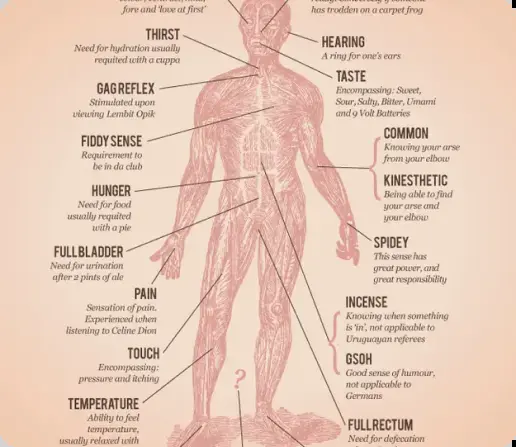 fore and 'love at first'
has trodden on a carpet frog
THIRST
Need for hydration usually
requited with a cuppa
HEARING
A ring for one's ears
TASTE
Encompassing: Sweet,
Sour, Salty, Bitter, Umami
and 9 Volt Batteries
GAG REFLEX
Stimulated upon
viewing Lembit Opik
COMMON
Knowing your arse
from your elbow
FIDDY SENSE
Requirement to
be in da club
KINESTHETIC
Being able to find
your arse and
your elbow
HUNGER
Need for food
usually requited
with a pie
SPIDEY
This sense has
great power, and
great responsibility
FULL BLADDER
Need for urination
after 2 pints of ale
PAIN
Sensation of pain.
Experienced when
listening to Celine Dion
INCENSE
Knowing when something
is 'in', not applicable to
Uruguayan referees
TOUCH
Encompassing:
pressure and itching
GSOH
Good sense of humour,
not applicable to
Germans
?
TEMPERATURE
Ability to feel
temperature,
usually relaxed with
FULL RECTUM
Need for defecation